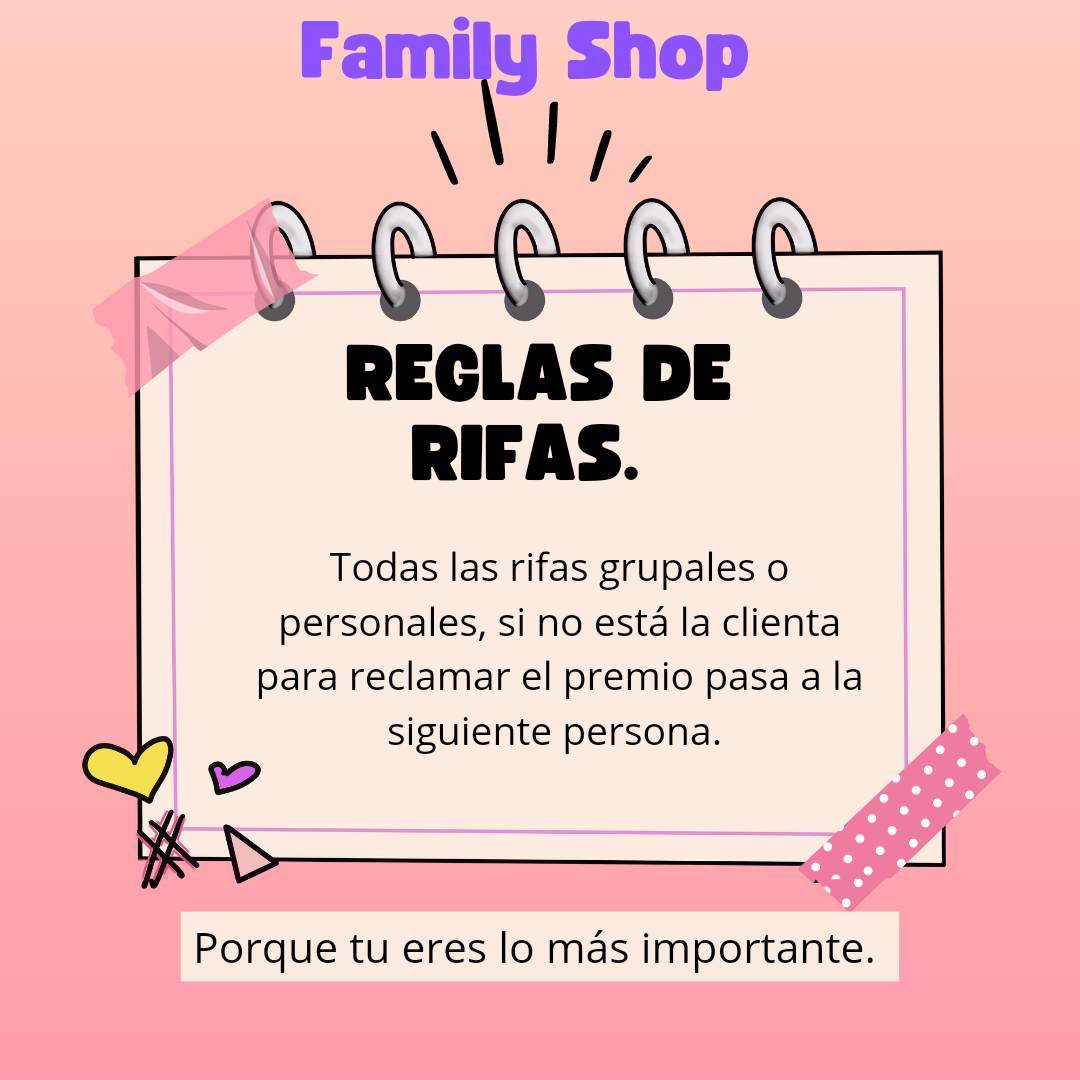 Family Shop
REGLAS DE
RIFAS.
Todas las rifas grupales o
personales, si no está la clienta
para reclamar el premio pasa a la
siguiente persona.
Porque tu eres lo más importante.